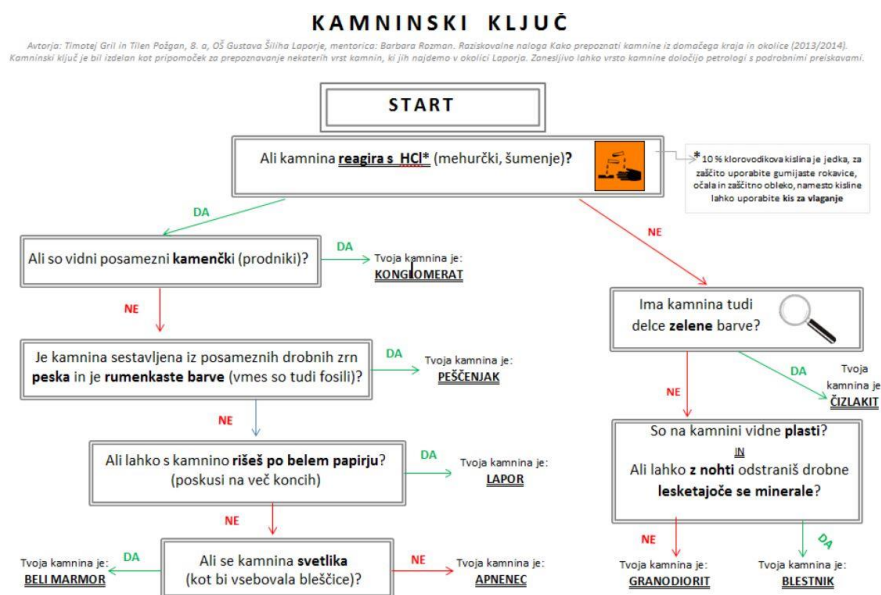 KAMNINSKI KLJUČ
Avtorja: Timotej Gril in Tilen Požgan, 8. a, OŠ Gustava Šiliha Laporje, mentorica: Barbara Rozman. Raziskovalne naloga Kako prepoznati kamnine iz domačega kraja in okolice (2013/2014).
Kamninski ključ je bil izdelan kot pripomoček za prepoznavanje nekaterih vrst kamnin, ki jih najdemo v okolici Laporja. Zanesljivo lahko vrsto kamnine določijo petrologi s podrobnimi preiskavami.
START
Ali kamnina reagira s HCl* (mehurčki, šumenje)?
* 10 % klorovodikova kislina je jedka, za
zaščito uporabite gumijaste rokavice,
očala in zaščitno obleko, namesto kisline
lahko uporabite kis za vlaganje
DA
NE
Ali so vidni posamezni kamenčki (prodniki)?
DA
Tvoja kamnina je:
KONGLOMERAT
NE
Ima kamnina tudi
delce zelene barve?
Je kamnina sestavljena iz posameznih drobnih zrn
peska in je rumenkaste barve (vmes so tudi fosili)?
DA
Tvoja kamnina je:
PEŠČENJAK
NE
DA
Tvoja
kamnina je:
ČIZLAKIT
NE
Ali lahko s kamnino rišeš po belem papirju?
(poskusi na več koncih)
DA
Tvoja kamnina je:
LAPOR
So na kamnini vidne plasti?
IN
Ali lahko z nohti odstraniš drobne
lesketajoče se minerale?
NE
Ali se kamnina svetlika
(kot bi vsebovala bleščice)?
DA
Tvoja kamnina je:
BELI MARMOR
NE
Tvoja kamnina je:
APNENEC
NE
Tvoja kamnina je:
GRANODIORIT
DA
Tvoja kamnina je:
BLESTNIK